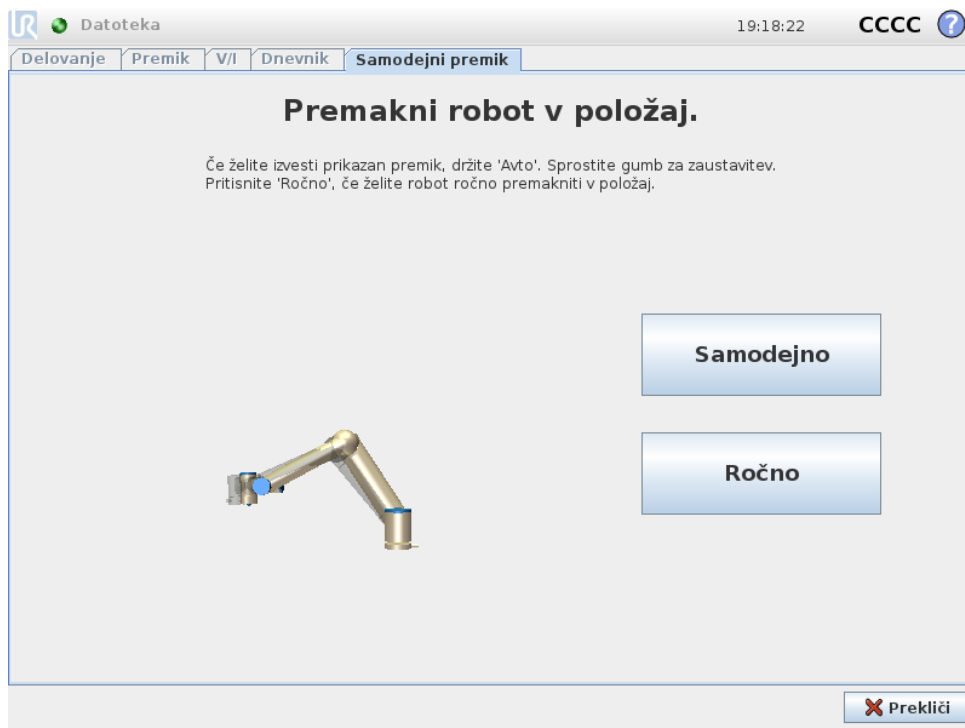 UR Datoteka 19:18:22 CCCC ?
Delovanje Premik V/I Dnevnik Samodejni premik
Premakni robot v položaj.
Če želite izvesti prikazan premik, držite 'Avto'. Sprostite gumb za zaustavitev.
Pritisnite 'Ročno', če želite robot ročno premakniti v položaj.
Samodejno
Ročno
Prekliči